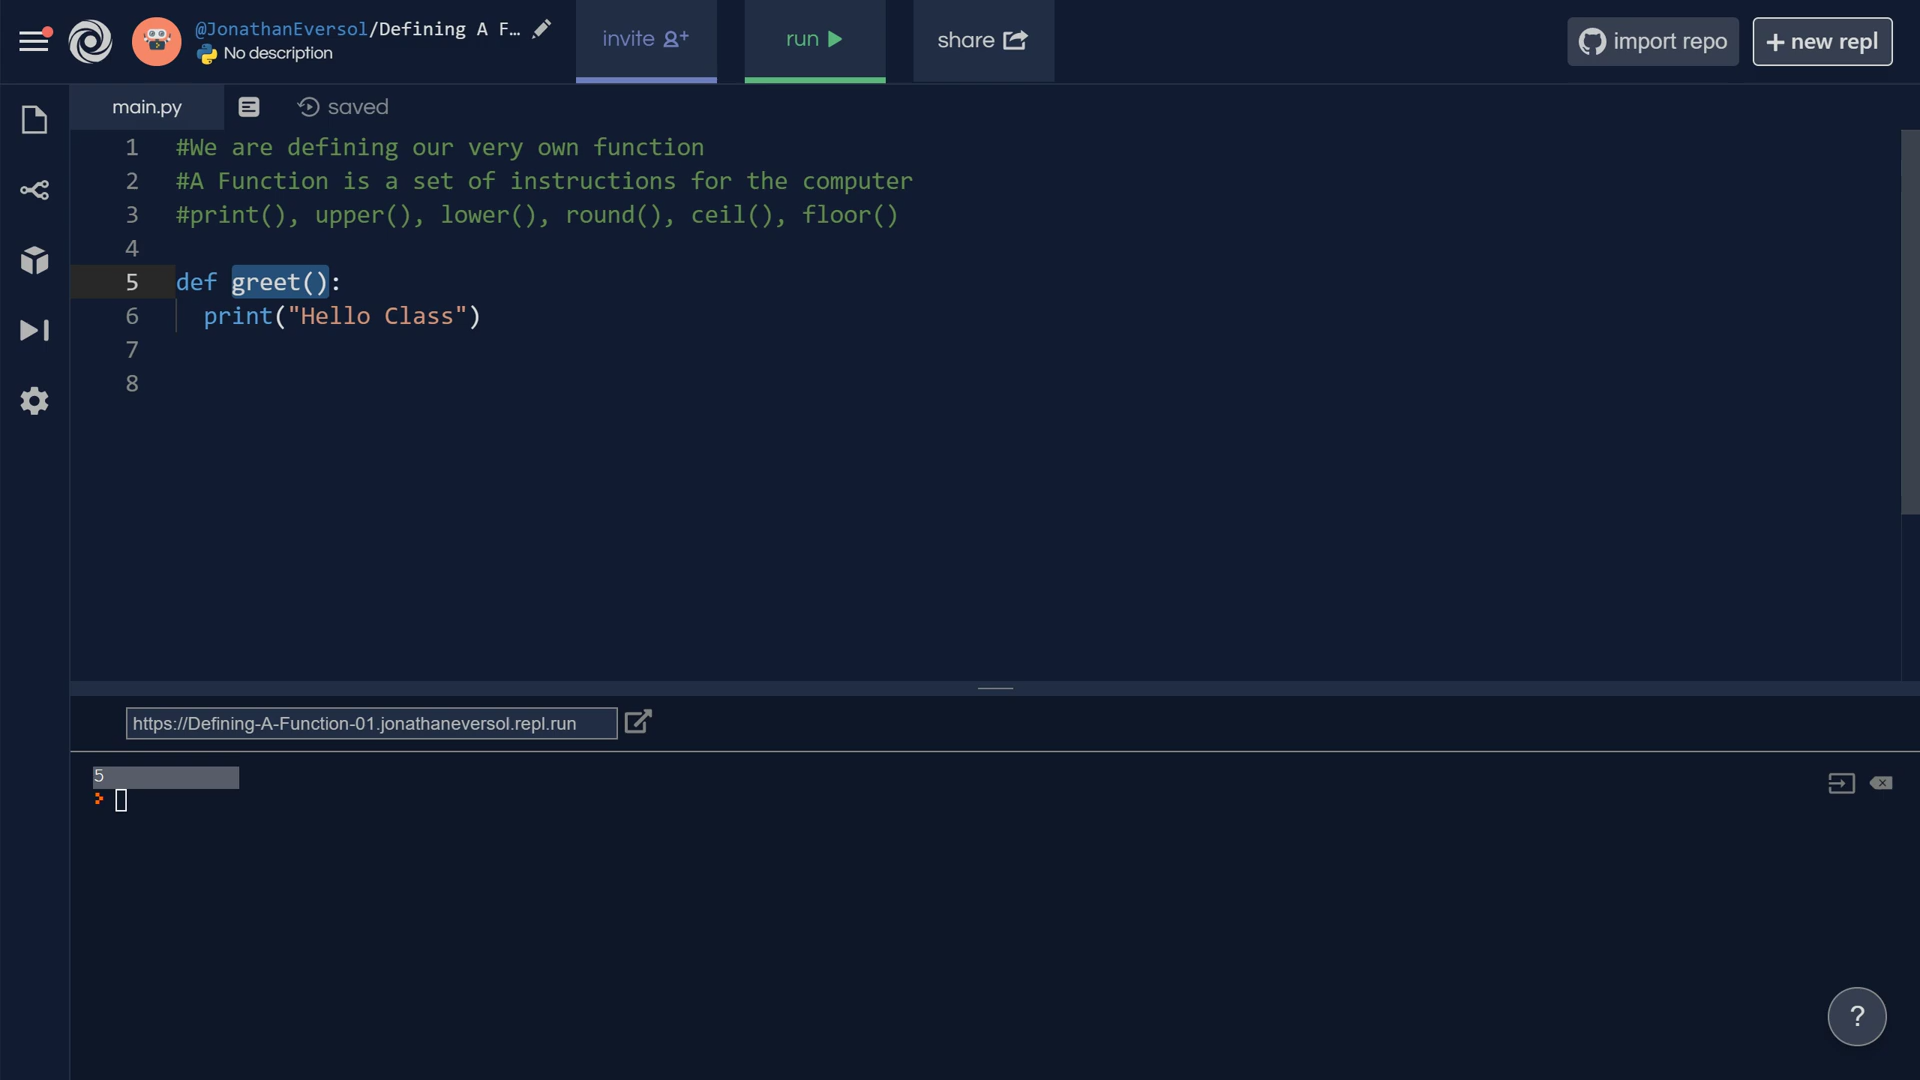 @JonathanEversol/Defining A F...
No description
invite
run
share
import repo
+ new repl
main.py
saved
1 #We are defining our very own function
2 #A Function is a set of instructions for the computer
3 #print(), upper(), lower(), round(), ceil(), floor()
4
5 def greet():
6 print("Hello Class")
7
8
https://Defining-A-Function-01.jonathaneversol.repl.run
5
?